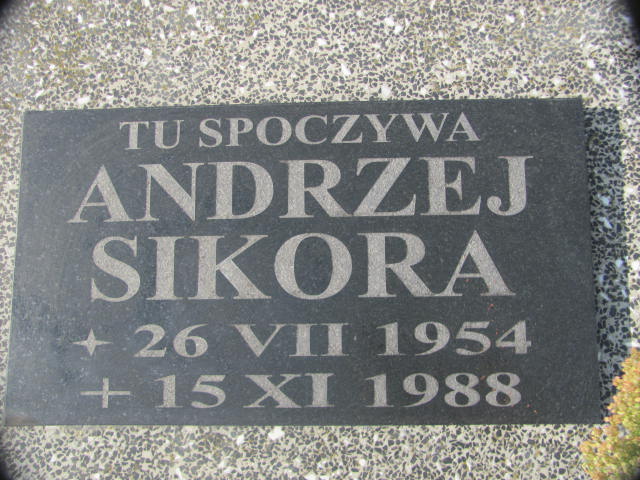 TU SPOCZYWA
ANDRZEJ
SIKORA
✦ 26 VII 1954
+ 15 XI 1988